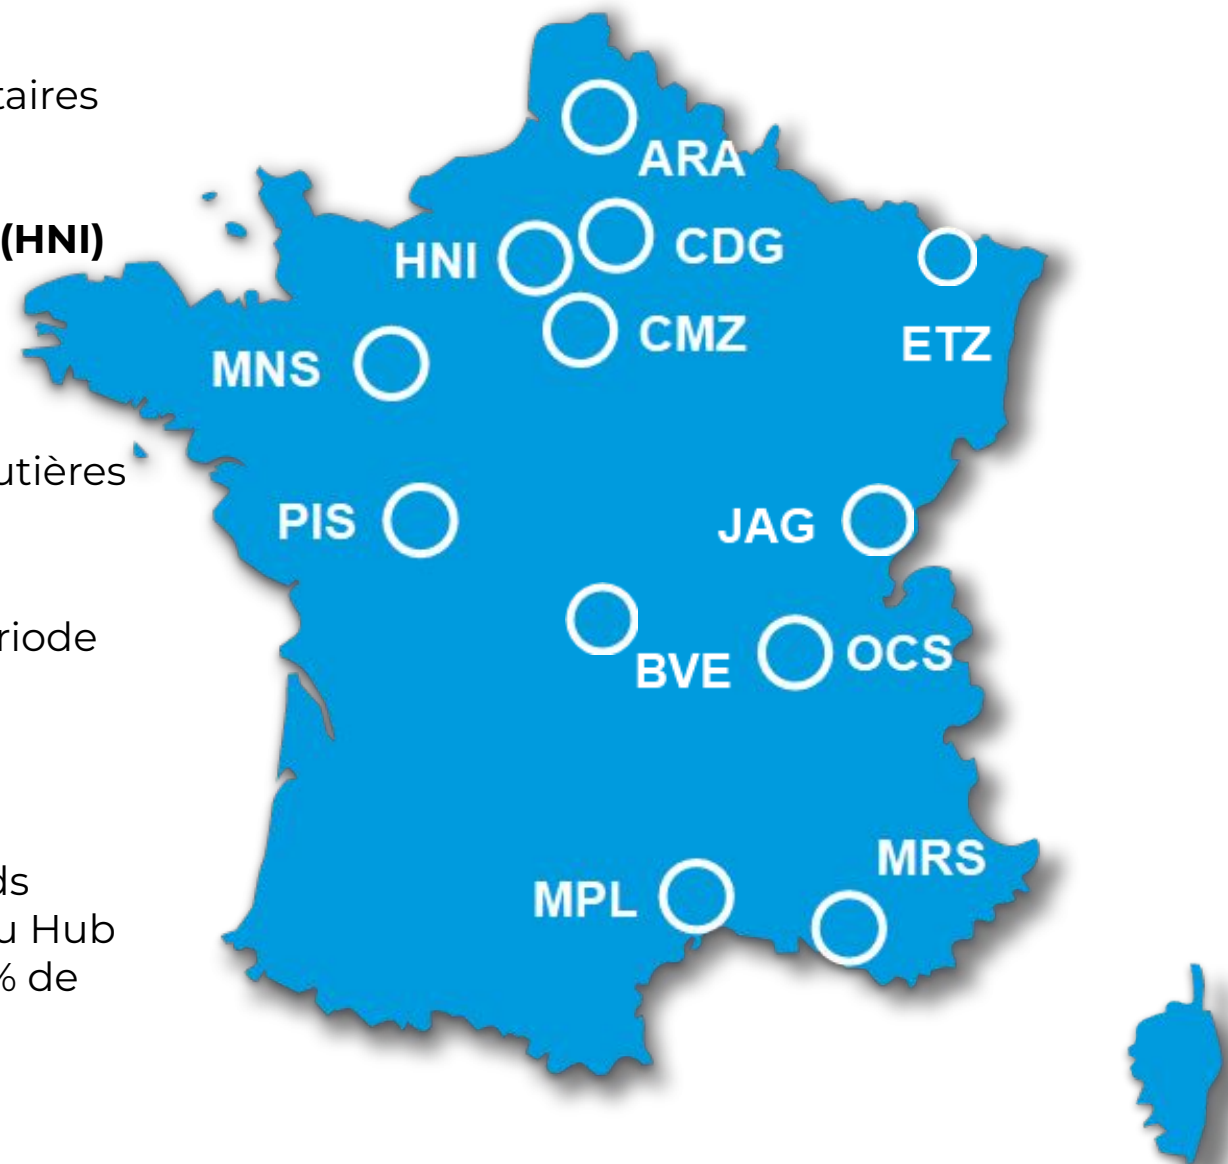 taires
(HNI)
utières
riode
ds
u Hub
% de
ARA
HNI
CDG
CMZ
ETZ
MNS
PIS
JAG
BVE
OCS
MRS
MPL